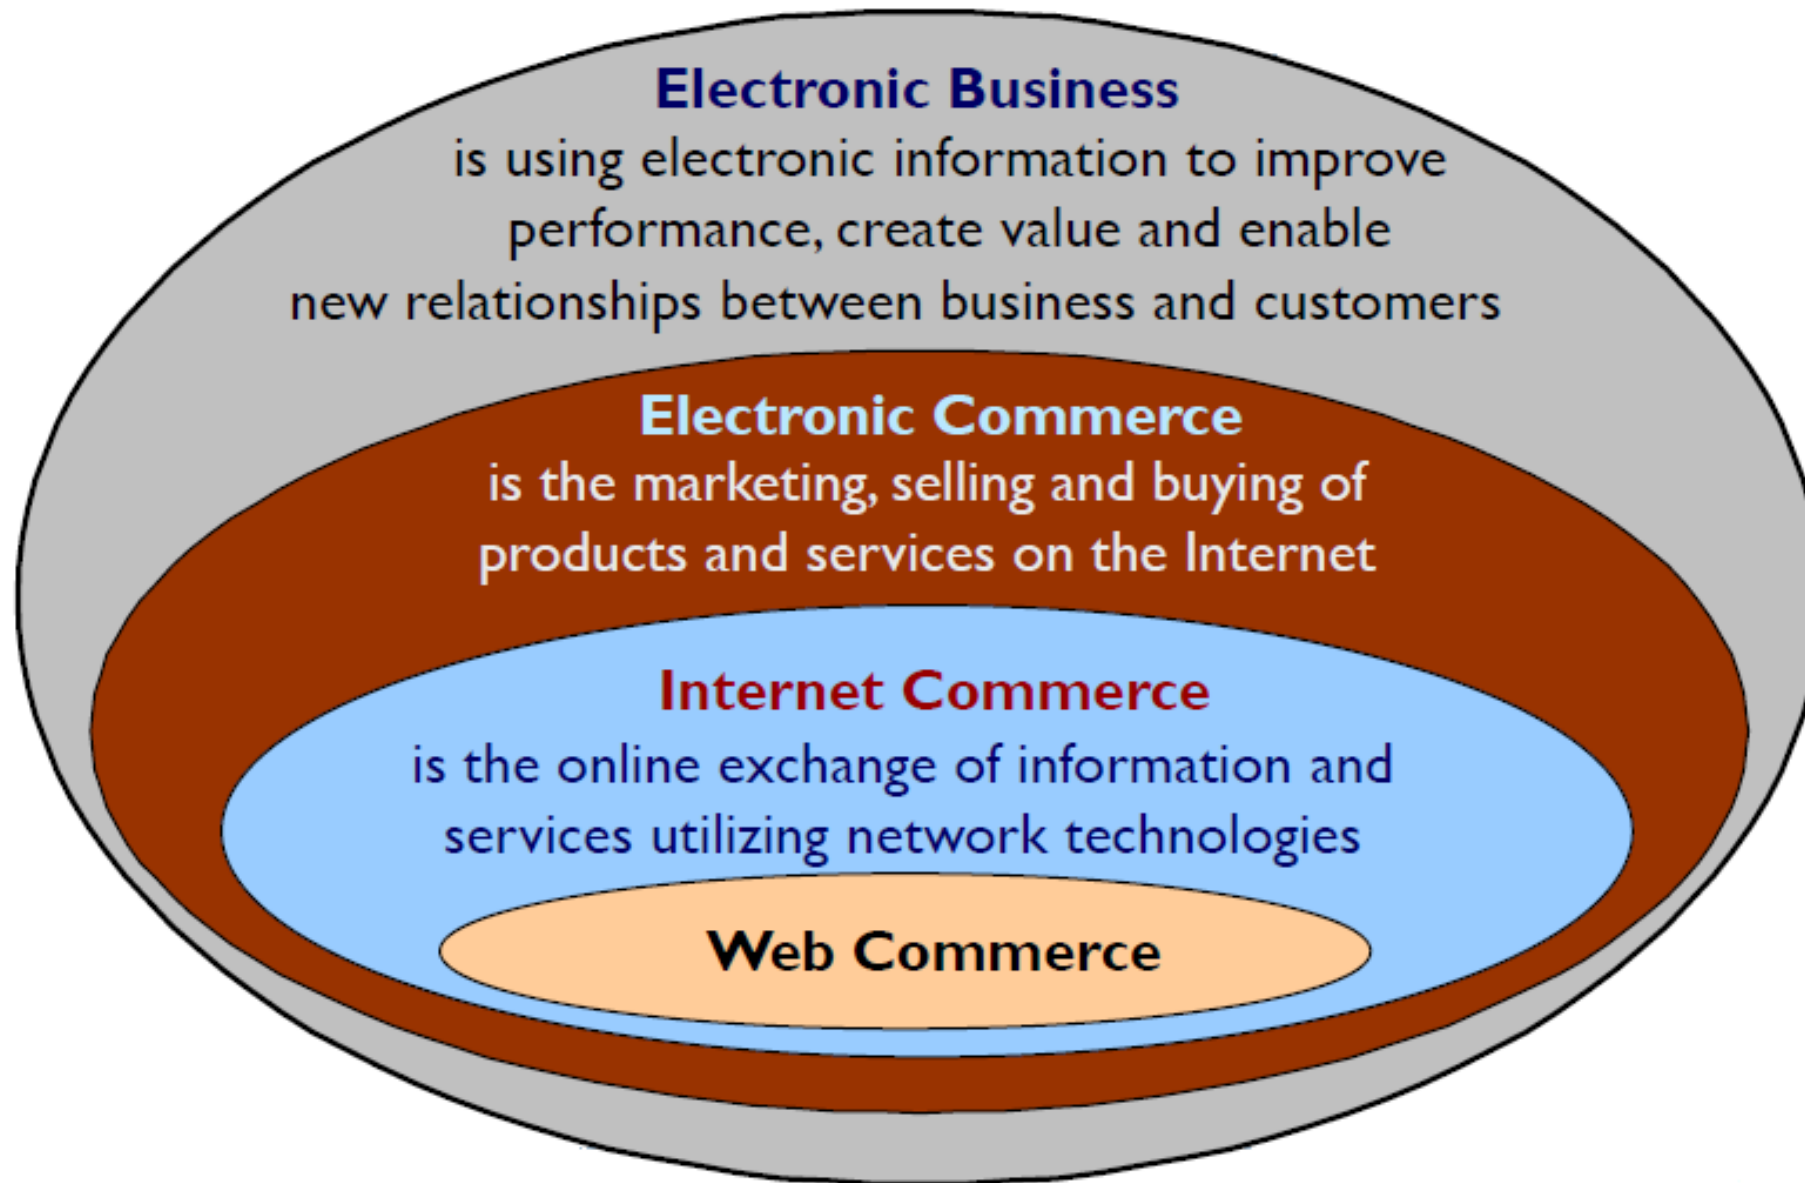 Electronic Business
is using electronic information to improve
performance, create value and enable
new relationships between business and customers
Electronic Commerce
is the marketing, selling and buying of
products and services on the Internet
Internet Commerce
is the online exchange of information and
services utilizing network technologies
Web Commerce